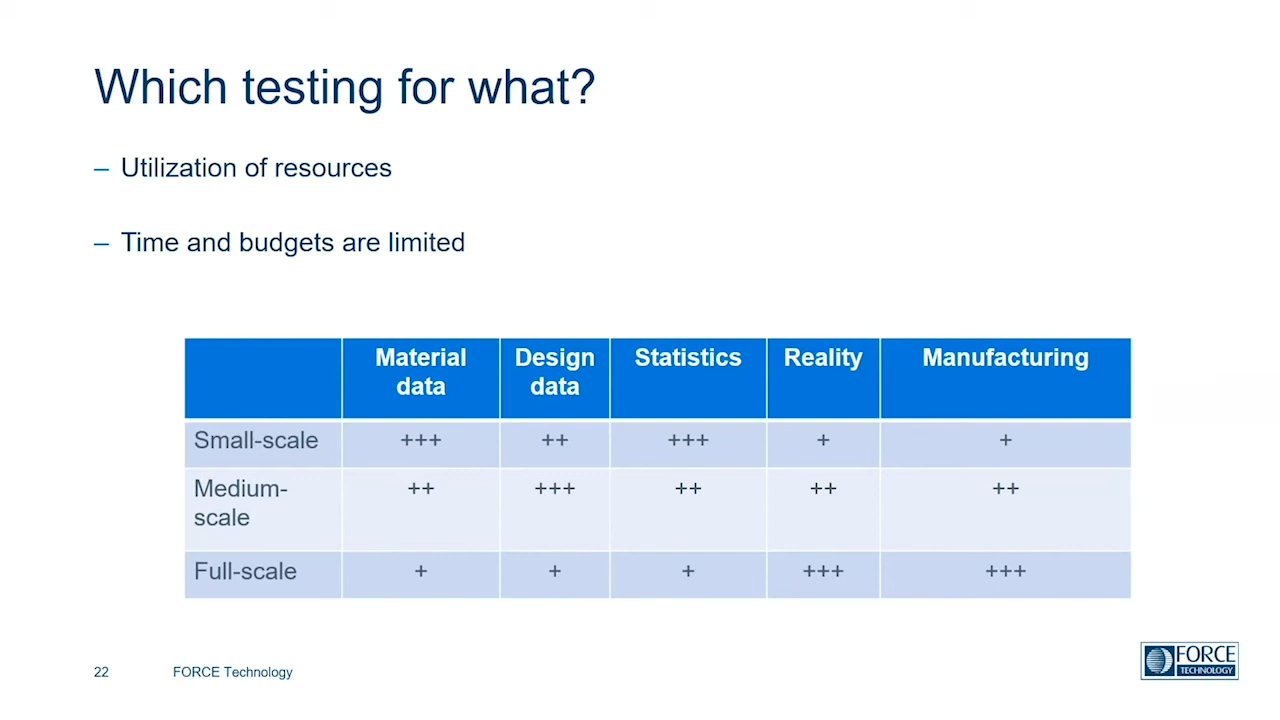 Which testing for what?
– Utilization of resources
– Time and budgets are limited
Material data Design data Statistics Reality Manufacturing
Small-scale +++ ++ +++ + +
Medium-scale ++ +++ ++ ++ ++
Full-scale + + + +++ +++
22 FORCE Technology
FORCE
TECHNOLOGY